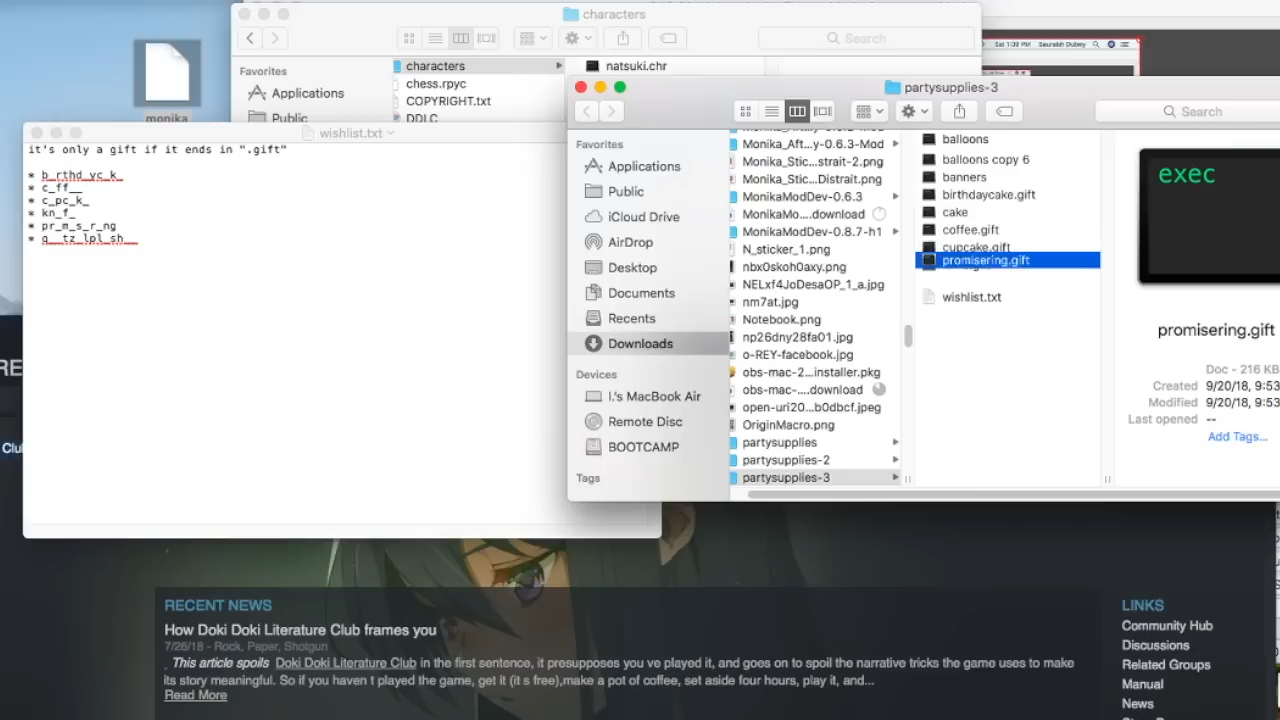 characters
Search
Favorites
Applications
Public
characters
chess.rpyc
COPYRIGHT.txt
DDLC
natsuki.chr
Sat 1:39 PM Saurabh Dubey
monika
wishlist.txt
it's only a gift if it ends in ".gift"
* b_rthd_yc_k_
* c_ff__
* c_pc_k_
* kn_f_
* pr_m_s_r_ng
* q__tz_lpl_sh__
partysupplies-3
Search
Favorites
Applications
Public
iCloud Drive
AirDrop
Desktop
Documents
Recents
Downloads
Devices
I.'s MacBook Air
Remote Disc
BOOTCAMP
Tags
Monika_Aft...y-0.6.3-Mod
Monika_Stic...strait-2.png
Monika_Stic...Distrait.png
MonikaModDev-0.6.3
MonikaMo....download
MonikaModDev-0.8.7-h1
N_sticker_1.png
nbx0skoh0axy.png
NELxf4JoDesaOP_1_a.jpg
nm7at.jpg
Notebook.png
np26dny28fa01.jpg
o-REY-facebook.jpg
obs-mac-2...installer.pkg
obs-mac-....download
open-uri20...b0dbcf.jpeg
OriginMacro.png
partysupplies
partysupplies-2
partysupplies-3
balloons
balloons copy 6
banners
birthdaycake.gift
cake
coffee.gift
cupcake.gift
promisering.gift
wishlist.txt
exec
promisering.gift
Doc - 216 KB
Created 9/20/18, 9:53
Modified 9/20/18, 9:53
Last opened --
Add Tags...
RE
Clu
RECENT NEWS
How Doki Doki Literature Club frames you
7/26/18 - Rock, Paper, Shotgun
. This article spoils Doki Doki Literature Club in the first sentence, it presupposes you ve played it, and goes on to spoil the narrative tricks the game uses to make
its story meaningful. So if you haven t played the game, get it (it s free),make a pot of coffee, set aside four hours, play it, and...
Read More
LINKS
Community Hub
Discussions
Related Groups
Manual
News